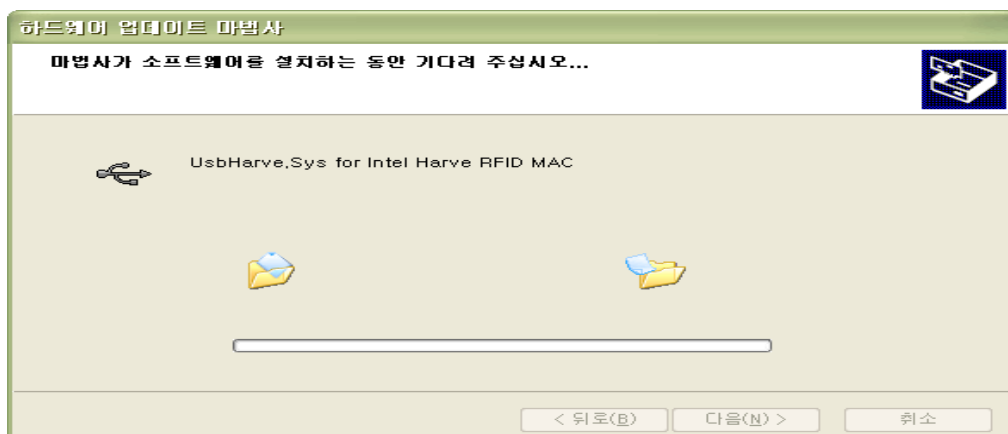 하드웨어 업데이트 마법사
마법사가 소프트웨어를 설치하는 동안 기다려 주십시오...
UsbHarve.Sys for Intel Harve RFID MAC
< 뒤로(B)
다음(N) >
취소